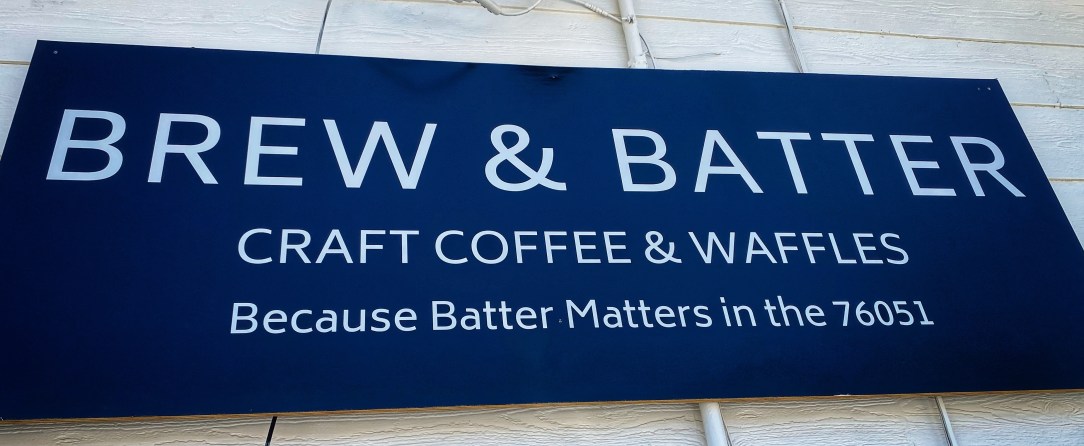 BREW & BATTER
CRAFT COFFEE & WAFFLES
Because Batter Matters in the 76051